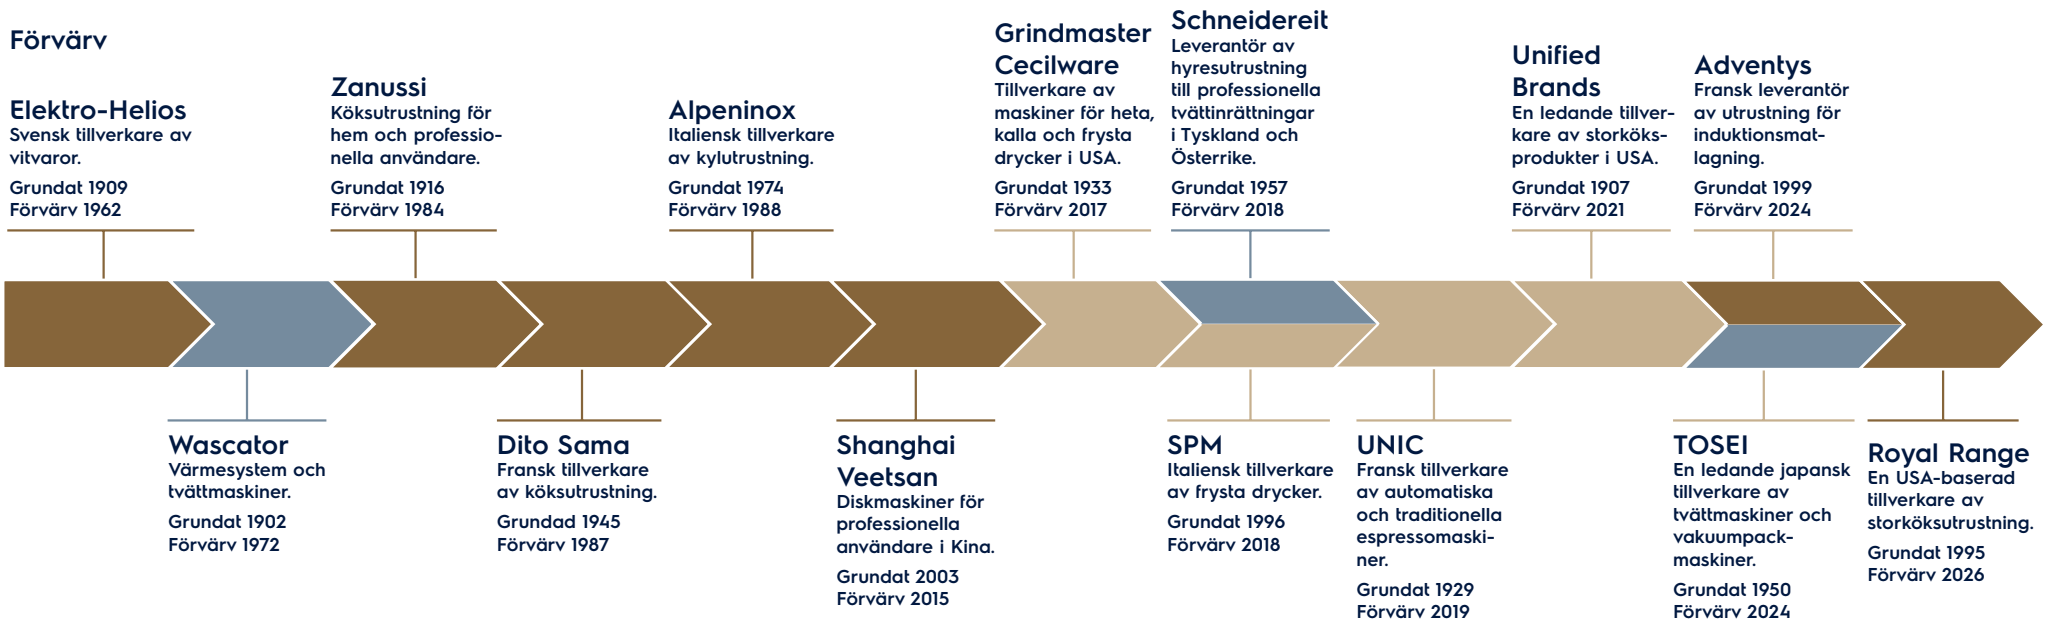 Förvärv
Elektro-Helios
Svensk tillverkare av
vitvaror.
Grundat 1909
Förvärv 1962
Zanussi
Köksutrustning för
hem och professio-
nella användare.
Grundat 1916
Förvärv 1984
Alpeninox
Italiensk tillverkare
av kylutrustning.
Grundat 1974
Förvärv 1988
Grindmaster
Cecilware
Tillverkare av
maskiner för heta,
kalla och frysta
drycker i USA.
Grundat 1933
Förvärv 2017
Schneidereit
Leverantör av
hyresutrustning
till professionella
tvättinrättningar
i Tyskland och
Österrike.
Grundat 1957
Förvärv 2018
Unified
Brands
En ledande tillver-
kare av storköks-
produkter i USA.
Grundat 1907
Förvärv 2021
Adventys
Fransk leverantör
av utrustning för
induktionsmat-
lagning.
Grundat 1999
Förvärv 2024
Wascator
Värmesystem och
tvättmaskiner.
Grundat 1902
Förvärv 1972
Dito Sama
Fransk tillverkare
av köksutrustning.
Grundad 1945
Förvärv 1987
Shanghai
Veetsan
Diskmaskiner för
professionella
användare i Kina.
Grundat 2003
Förvärv 2015
SPM
Italiensk tillverkare
av frysta drycker.
Grundat 1996
Förvärv 2018
UNIC
Fransk tillverkare
av automatiska
och traditionella
espressomaski-
ner.
Grundat 1929
Förvärv 2019
TOSEI
En ledande japansk
tillverkare av
tvättmaskiner och
vakuumpack-
maskiner.
Grundat 1950
Förvärv 2024
Royal Range
En USA-baserad
tillverkare av
storköksutrustning.
Grundat 1995
Förvärv 2026